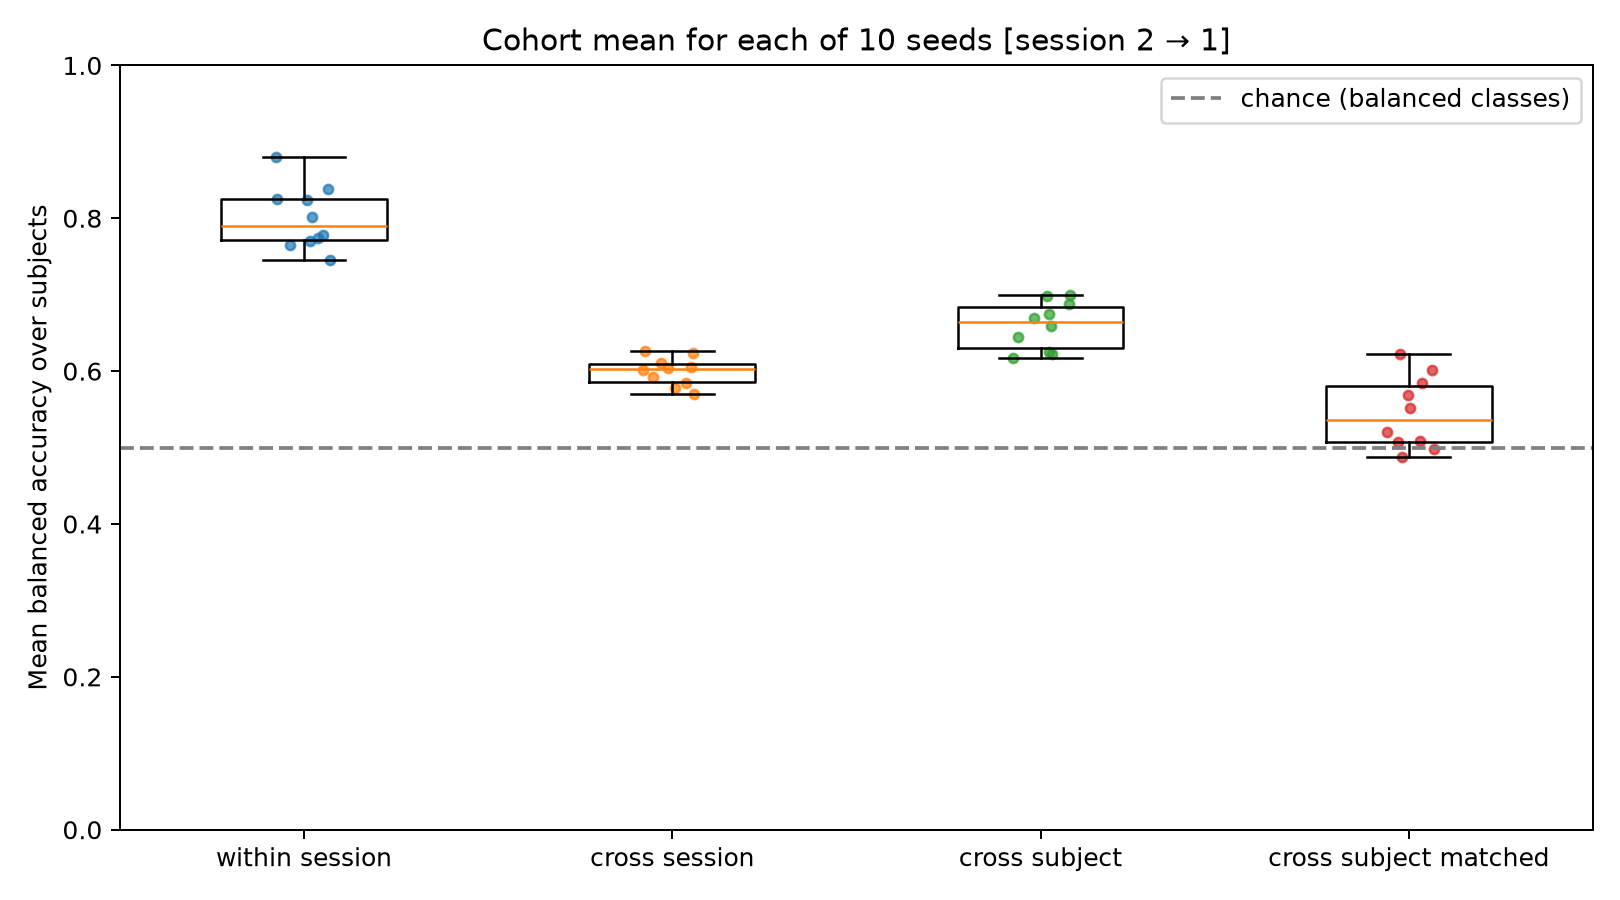 Cohort mean for each of 10 seeds [session 2 → 1]
chance (balanced classes)
Mean balanced accuracy over subjects
1.0
0.8
0.6
0.4
0.2
0.0
within session
cross session
cross subject
cross subject matched